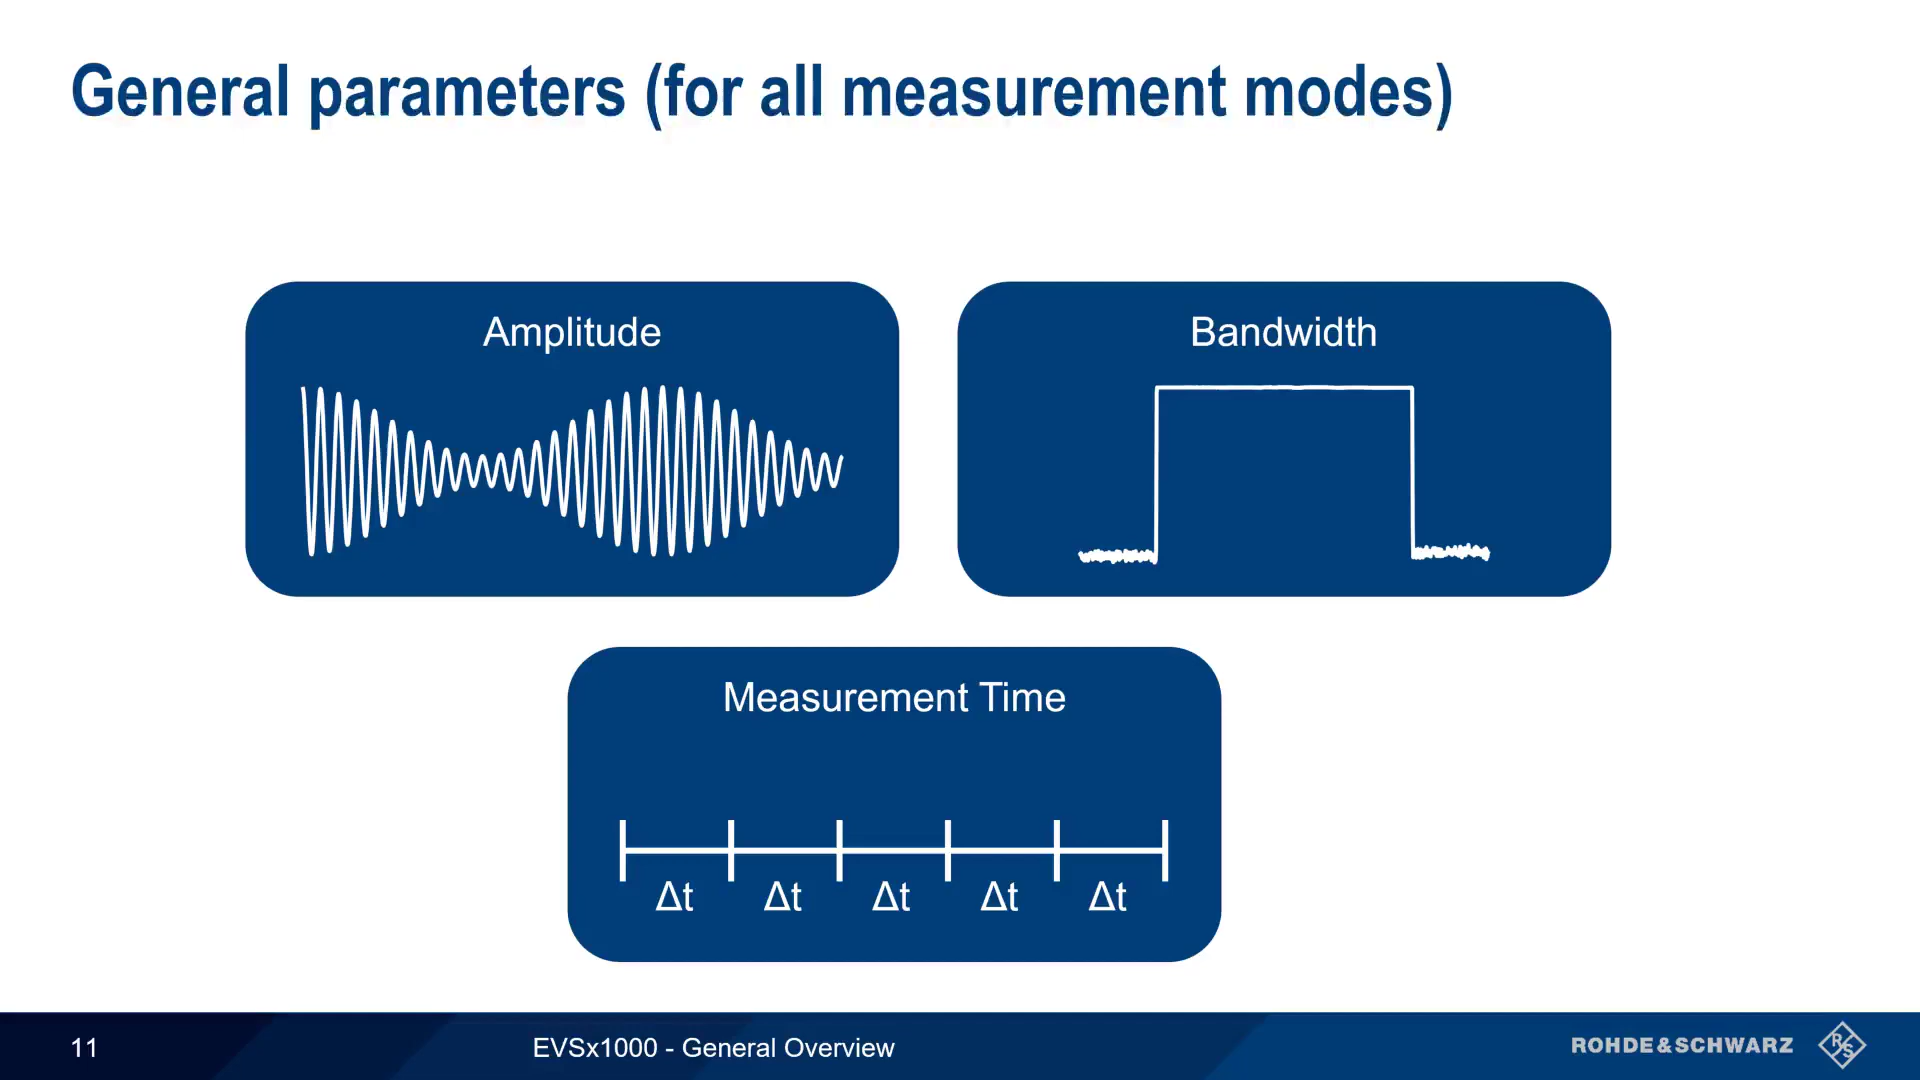 General parameters (for all measurement modes)
Amplitude
Bandwidth
Measurement Time
Δt Δt Δt Δt Δt
11
EVSx1000 - General Overview
ROHDE&SCHWARZ
R S